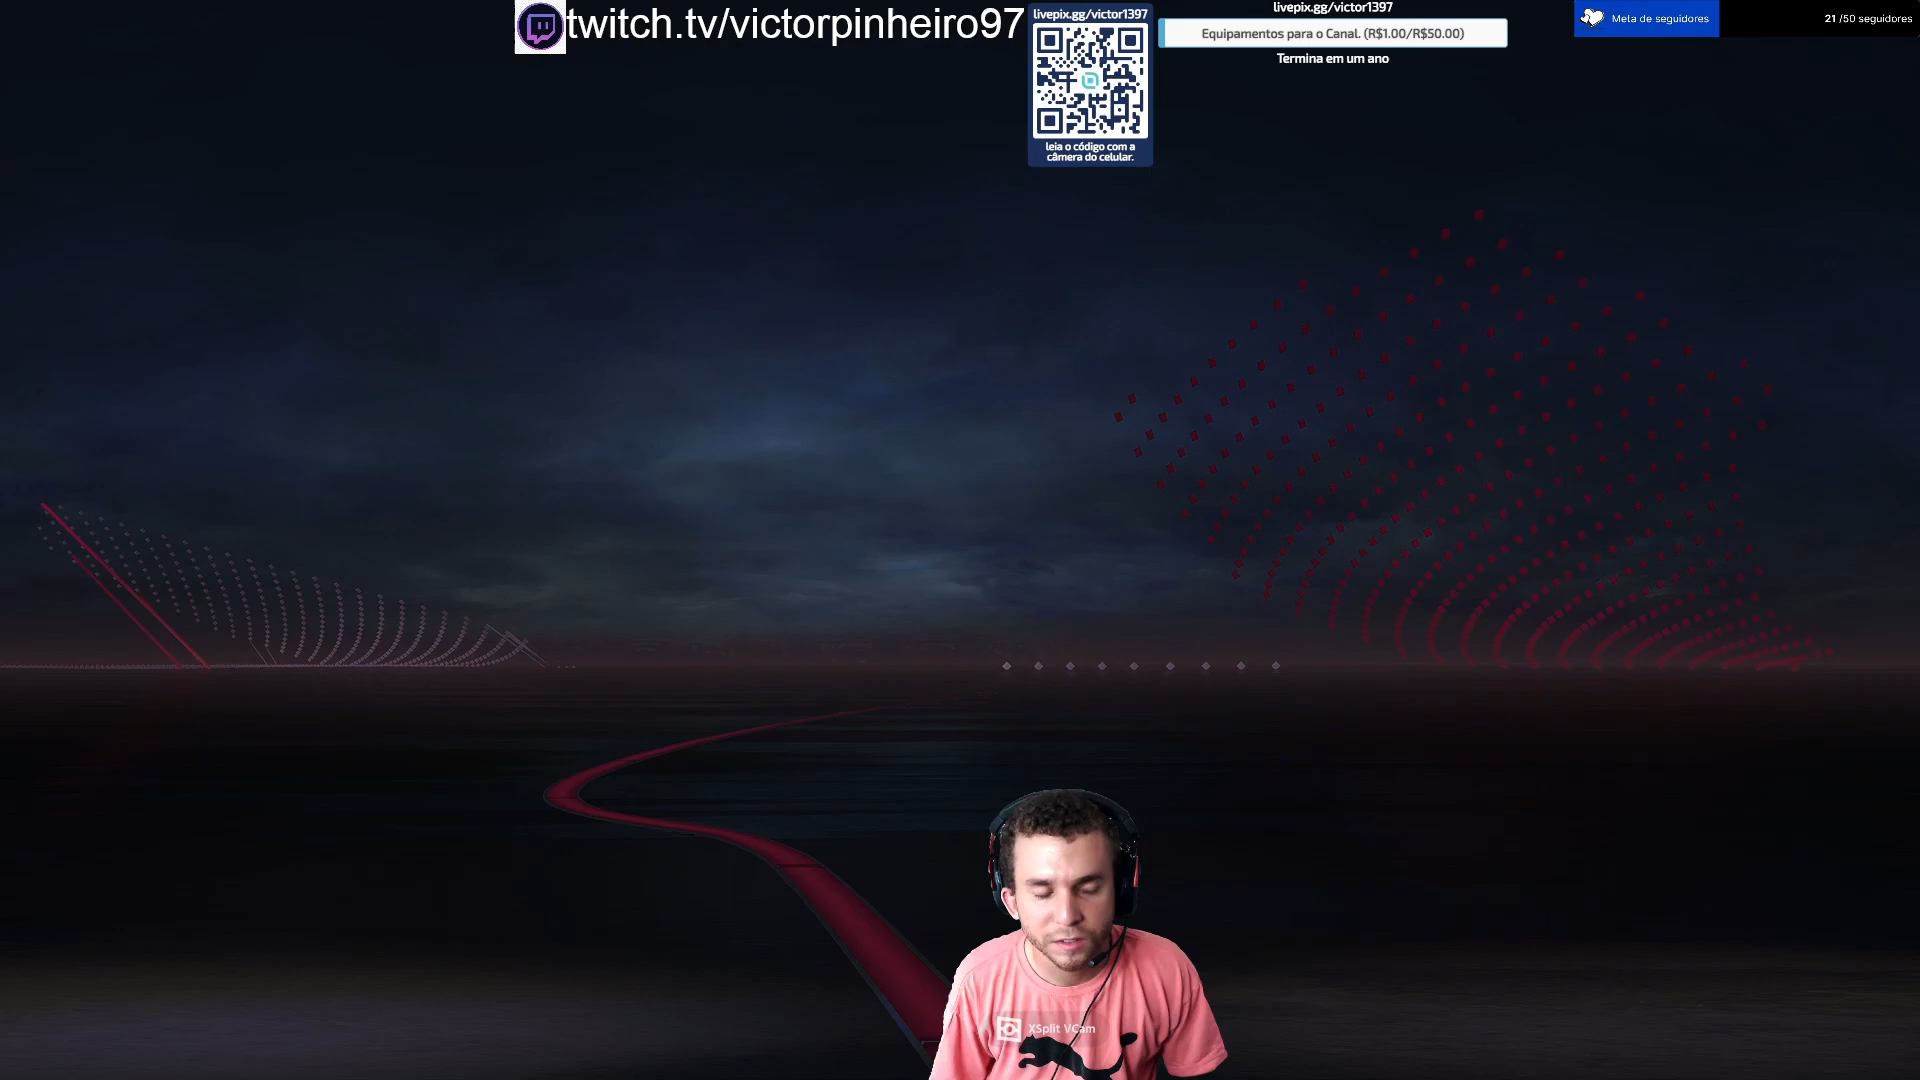 twitch.tv/victorpinheiro97
livepix.gg/victor1397
leia o código com a
câmera do celular.
livepix.gg/victor1397
Equipamentos para o Canal. (R$1.00/R$50.00)
Termina em um ano
Meta de seguidores
21 /50 seguidores
XSplit VCam